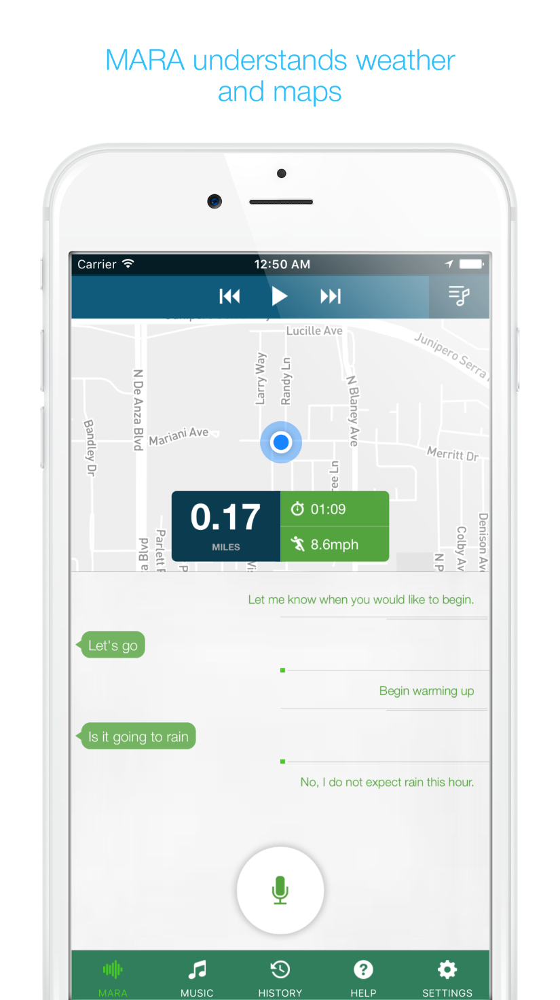 MARA understands weather
and maps
Carrier
12:50 AM
Lucille Ave
Junipero Serra
Larry Way
Randy Ln
N De Anza Blvd
N Blaney Ave
Mariani Ave
Bandley Dr
Merritt Dr
ree Ln
0.17
MILES
01:09
8.6mph
Denison Av
Colby Av
Parlett P
a Blvd
N P
Let me know when you would like to begin.
Let's go
Begin warming up
Is it going to rain
No, I do not expect rain this hour.
MARA
MUSIC
HISTORY
HELP
SETTINGS